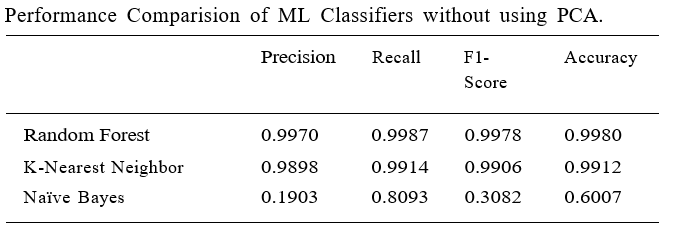 Performance Comparision of ML Classifiers without using PCA.
Precision Recall F1-Score Accuracy
Random Forest 0.9970 0.9987 0.9978 0.9980
K-Nearest Neighbor 0.9898 0.9914 0.9906 0.9912
Naïve Bayes 0.1903 0.8093 0.3082 0.6007